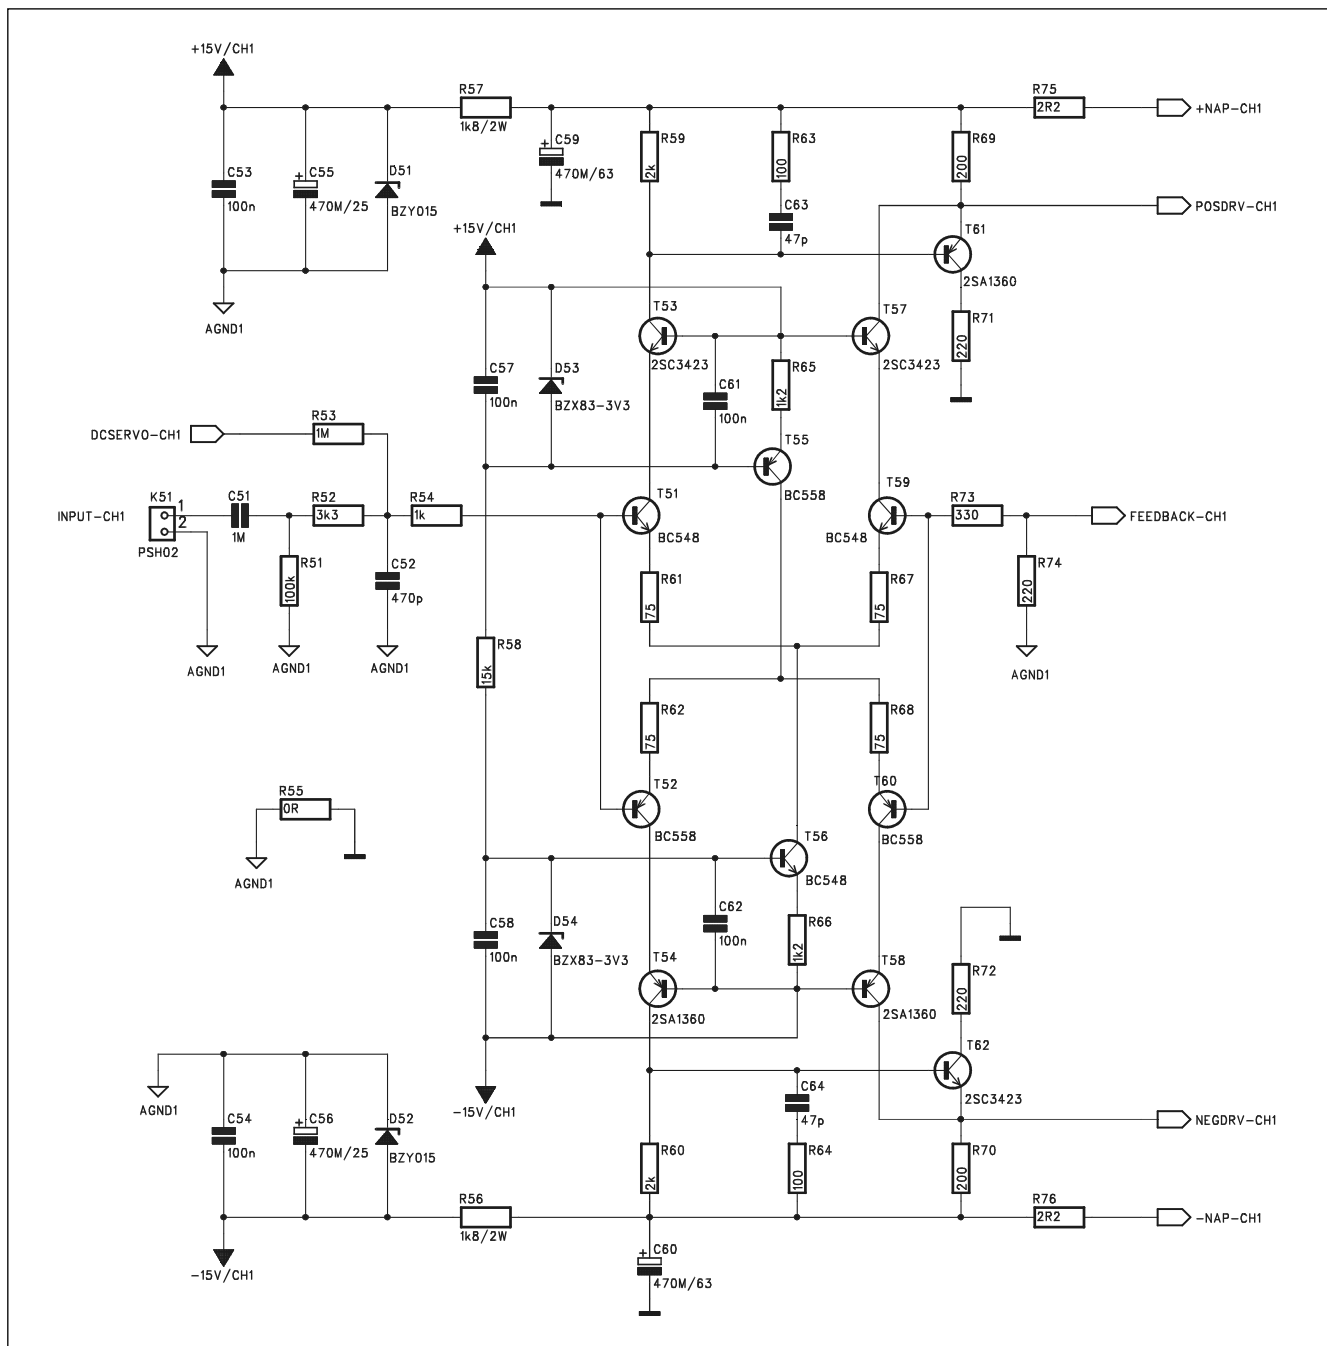 +15V/CH1
R57
1k8/2W
R75
2R2
+NAP-CH1
C53
100n
C55
470M/25
D51
BZY015
C59
470M/63
R59
2k
R63
100
R69
200
C63
47p
POSDRV-CH1
T61
2SA1360
+15V/CH1
AGND1
T53
2SC3423
T57
2SC3423
R71
220
C57
100n
D53
BZX83-3V3
C61
100n
R65
1k2
DCSERVO-CH1
R53
1M
T55
BC558
K51
1
2
PSH02
INPUT-CH1
C51
1M
R52
3k3
R54
1k
T51
BC548
T59
BC548
R73
330
FEEDBACK-CH1
R51
100k
C52
470p
R61
75
R67
75
R74
220
AGND1
AGND1
AGND1
R58
15k
AGND1
R62
75
R68
75
R55
0R
AGND1
T52
BC558
T60
BC558
T56
BC548
C58
100n
D54
BZX83-3V3
C62
100n
R66
1k2
T54
2SA1360
T58
2SA1360
R72
220
T62
2SC3423
AGND1
-15V/CH1
C54
100n
C56
470M/25
D52
BZY015
C64
47p
NEGDRV-CH1
R60
2k
R64
100
R70
200
R56
1k8/2W
R76
2R2
-NAP-CH1
-15V/CH1
C60
470M/63